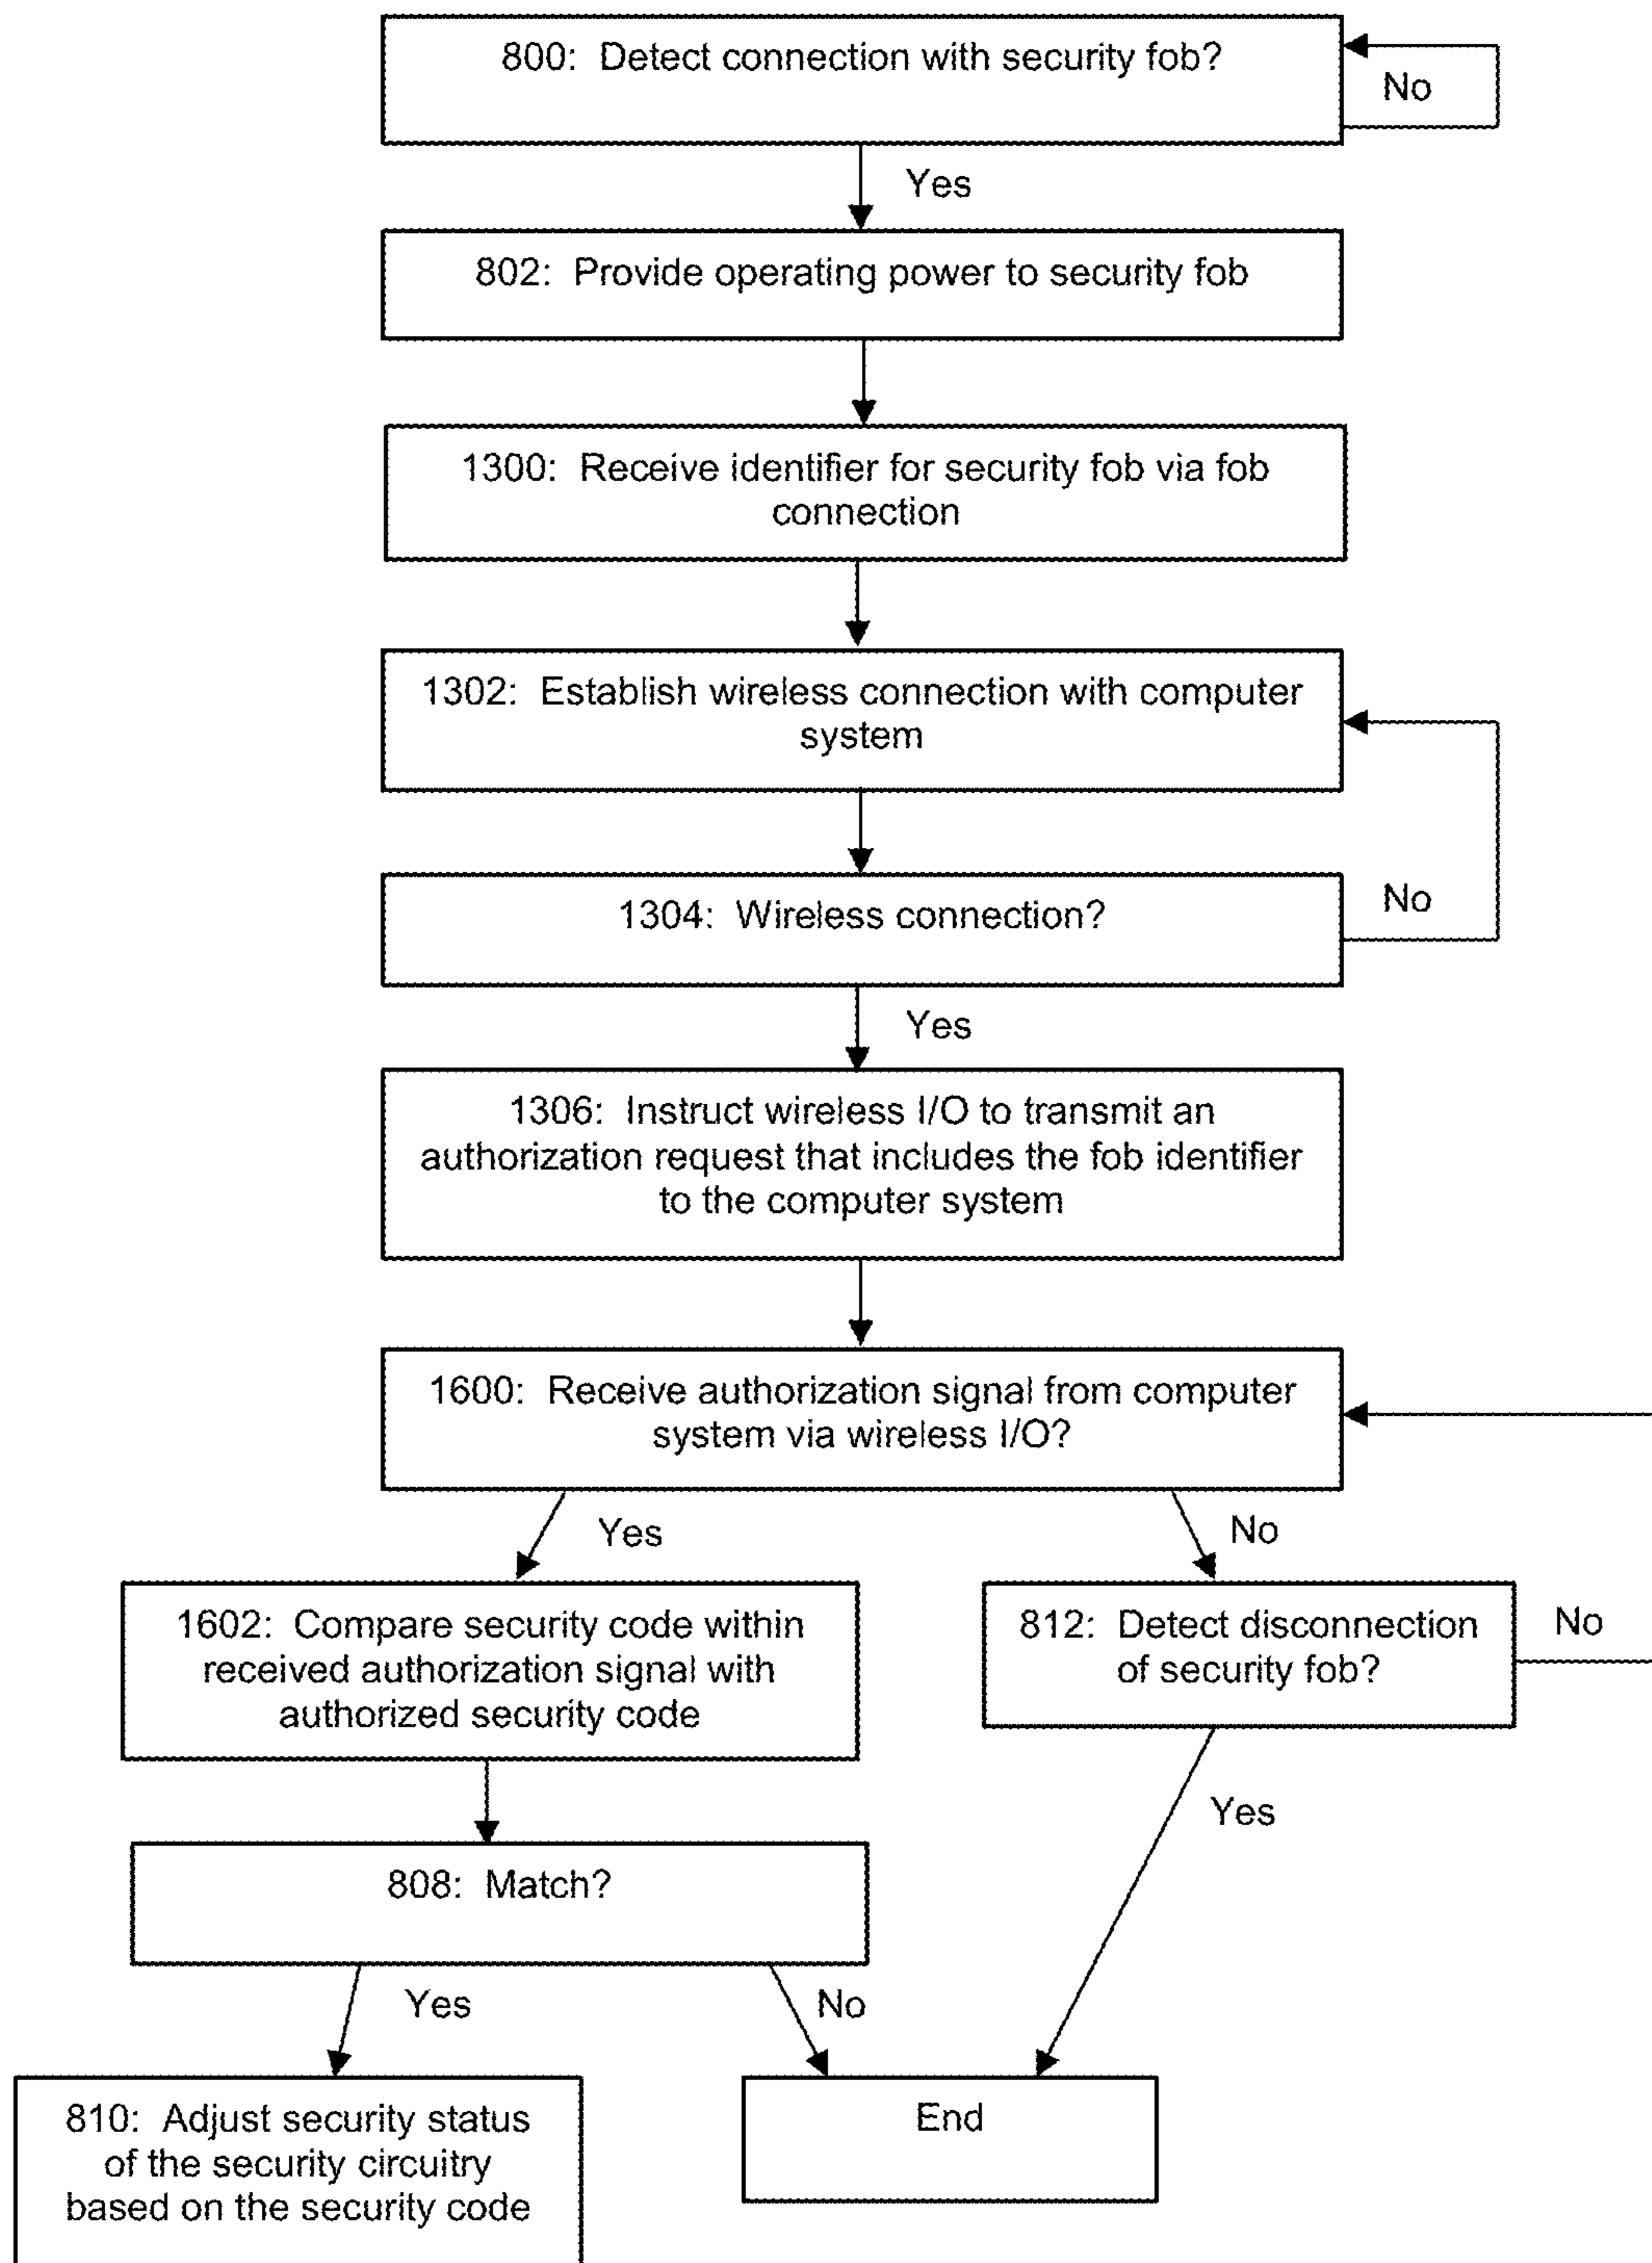 800: Detect connection with security fob?
No
Yes
802: Provide operating power to security fob
1300: Receive identifier for security fob via fob
connection
1302: Establish wireless connection with computer
system
1304: Wireless connection?
No
Yes
1306: Instruct wireless I/O to transmit an
authorization request that includes the fob identifier
to the computer system
1600: Receive authorization signal from computer
system via wireless I/O?
Yes
No
1602: Compare security code within
received authorization signal with
authorized security code
812: Detect disconnection
of security fob?
No
Yes
808: Match?
Yes
No
810: Adjust security status
of the security circuitry
based on the security code
End